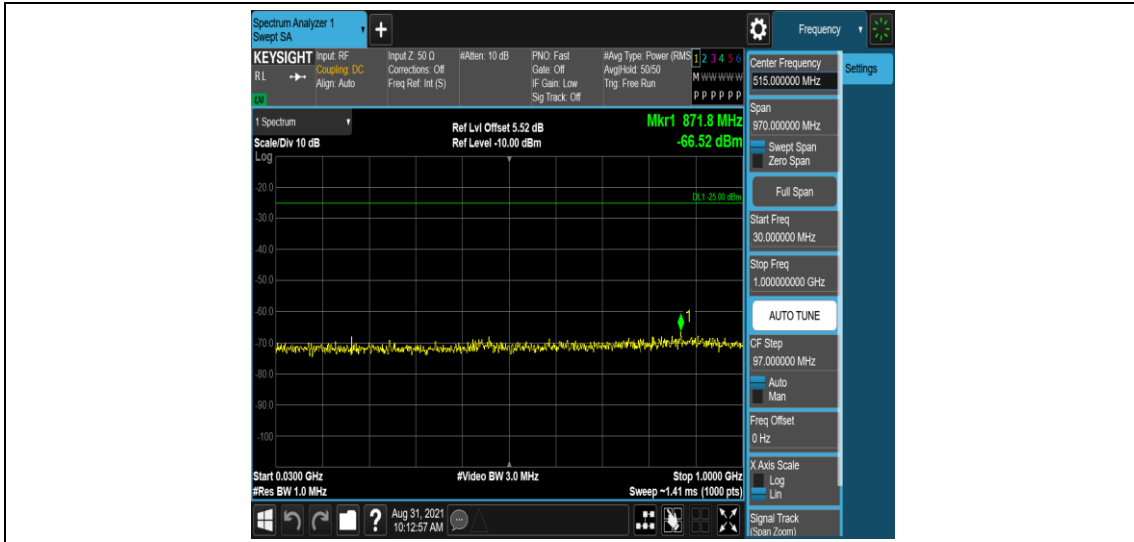 Spectrum Analyzer 1
Swept SA
+
Frequency
KEYSIGHT
RL
LXI
Input: RF
Coupling: DC
Align: Auto
Input Z: 50 Ω
Corrections: Off
Freq Ref: Int (S)
#Atten: 10 dB
PNO: Fast
Gate: Off
IF Gain: Low
Sig Track: Off
#Avg Type: Power (RMS
Avg|Hold: 50/50
Trig: Free Run
1 2 3 4 5 6
M W W W W W
P P P P P P
1 Spectrum
Scale/Div 10 dB
Log
Ref Lvl Offset 5.52 dB
Ref Level -10.00 dBm
Mkr1 871.8 MHz
-66.52 dBm
-20.0
DL1 -25.00 dBm
-30.0
-40.0
-50.0
-60.0
1
-70.0
-80.0
-90.0
-100
Start 0.0300 GHz
#Res BW 1.0 MHz
#Video BW 3.0 MHz
Stop 1.0000 GHz
Sweep ~1.41 ms (1000 pts)
?
Aug 31, 2021
10:12:57 AM
Center Frequency
515.000000 MHz
Settings
Span
970.000000 MHz
Swept Span
Zero Span
Full Span
Start Freq
30.000000 MHz
Stop Freq
1.000000000 GHz
AUTO TUNE
CF Step
97.000000 MHz
Auto
Man
Freq Offset
0 Hz
X Axis Scale
Log
Lin
Signal Track
(Span Zoom)